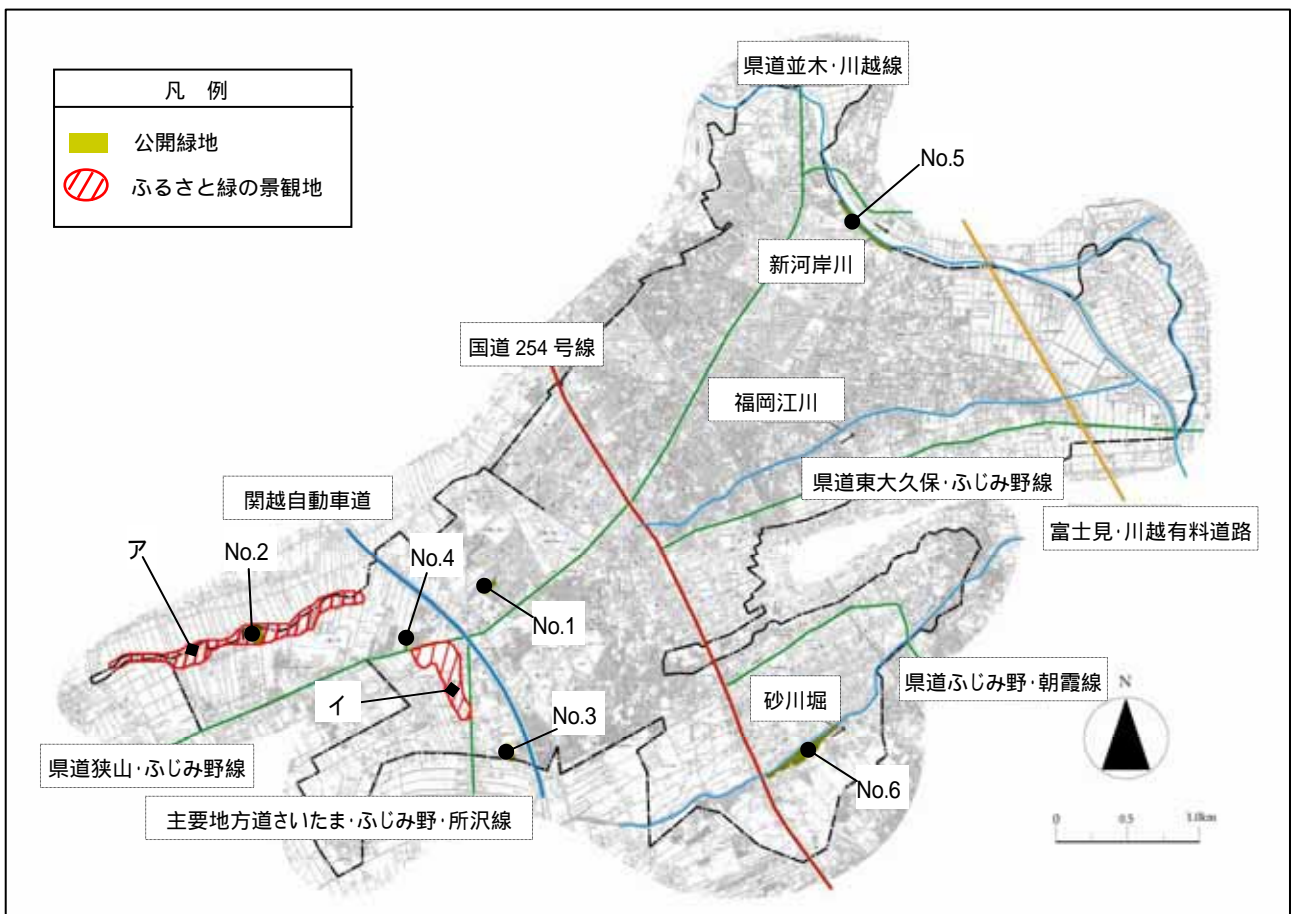 凡 例
公開緑地
ふるさと緑の景観地
県道並木・川越線
No.5
新河岸川
国道 254 号線
福岡江川
県道東大久保・ふじみ野線
関越自動車道
富士見・川越有料道路
ア
No.2
No.4
No.1
イ
No.3
砂川堀
県道ふじみ野・朝霞線
N
県道狭山・ふじみ野線
主要地方道さいたま・ふじみ野・所沢線
No.6
0 0.5 1.0km